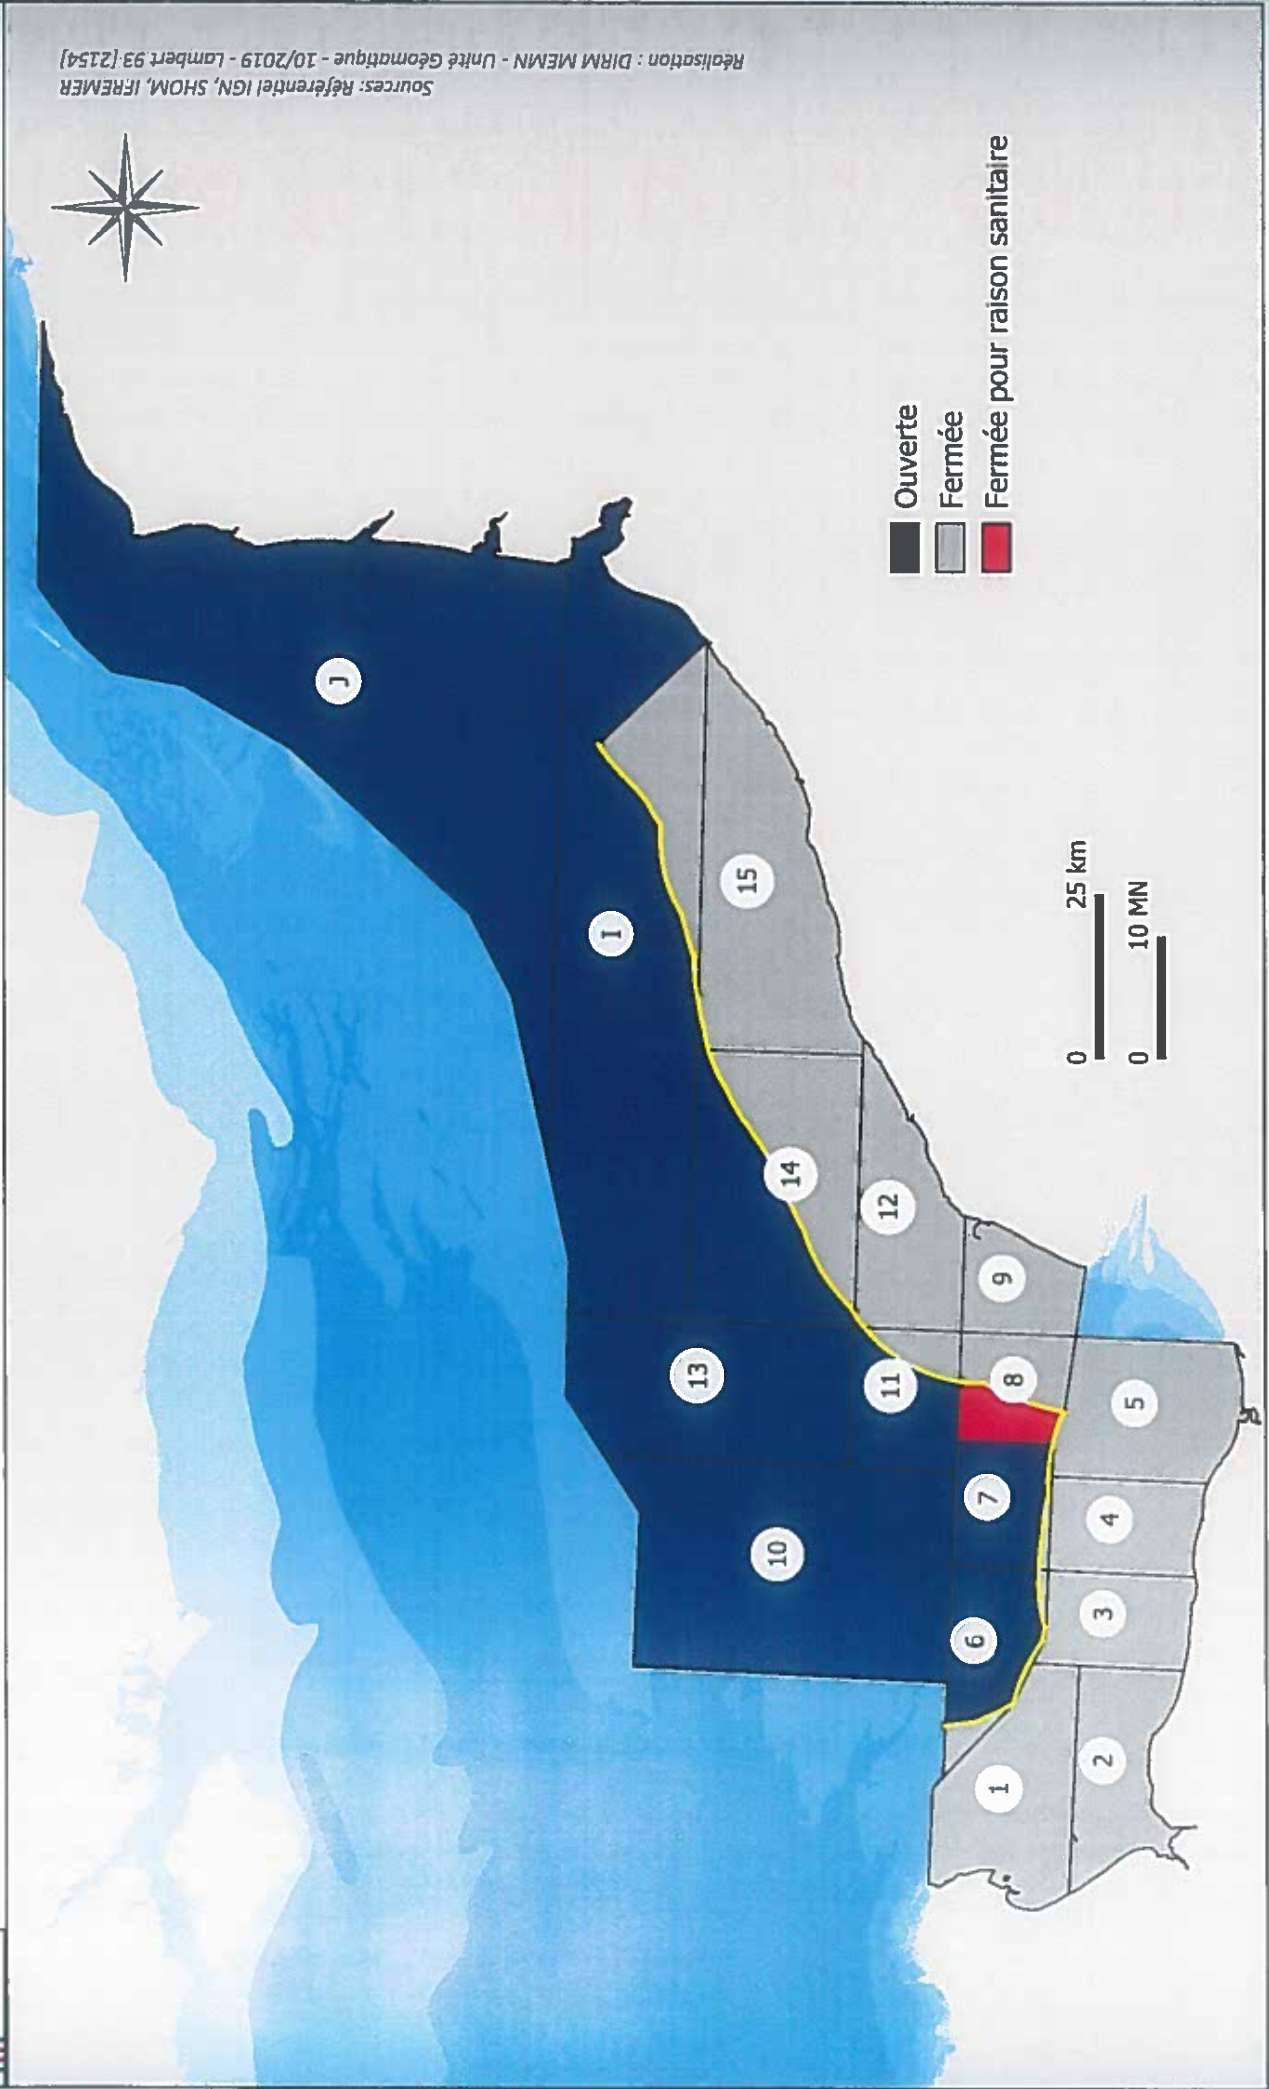 Sources: Référentiel IGN, SHOM, IFREMER
Réalisation : DIRM MEMN - Unité Géomatique - 10/2019 - Lambert 93 [2154]
J
I
15
14
12
13
11
9
8
10
7
6
5
4
3
1
2
Ouverte
Fermée
Fermée pour raison sanitaire
0 25 km
0 10 MN